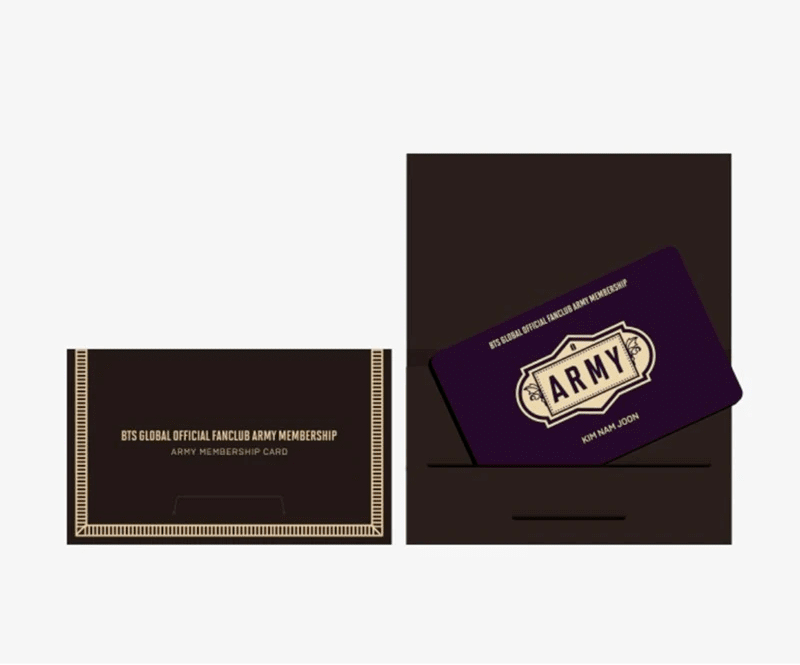 BTS GLOBAL OFFICIAL FANCLUB ARMY MEMBERSHIP
ARMY MEMBERSHIP CARD
BTS GLOBAL OFFICIAL FANCLUB ARMY MEMBERSHIP
ARMY
KIM NAM JOON